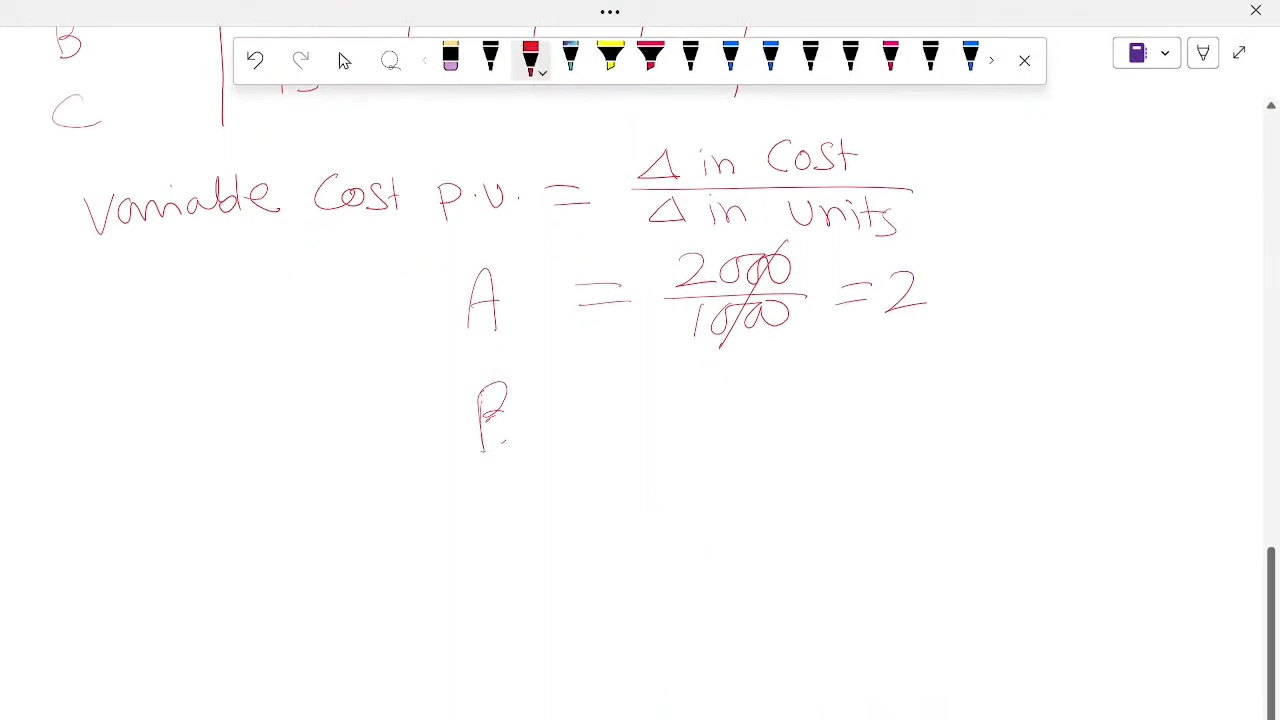 B
C
Variable Cost p.u. = Δ in Cost / Δ in units
A = 2000 / 1000 = 2
B